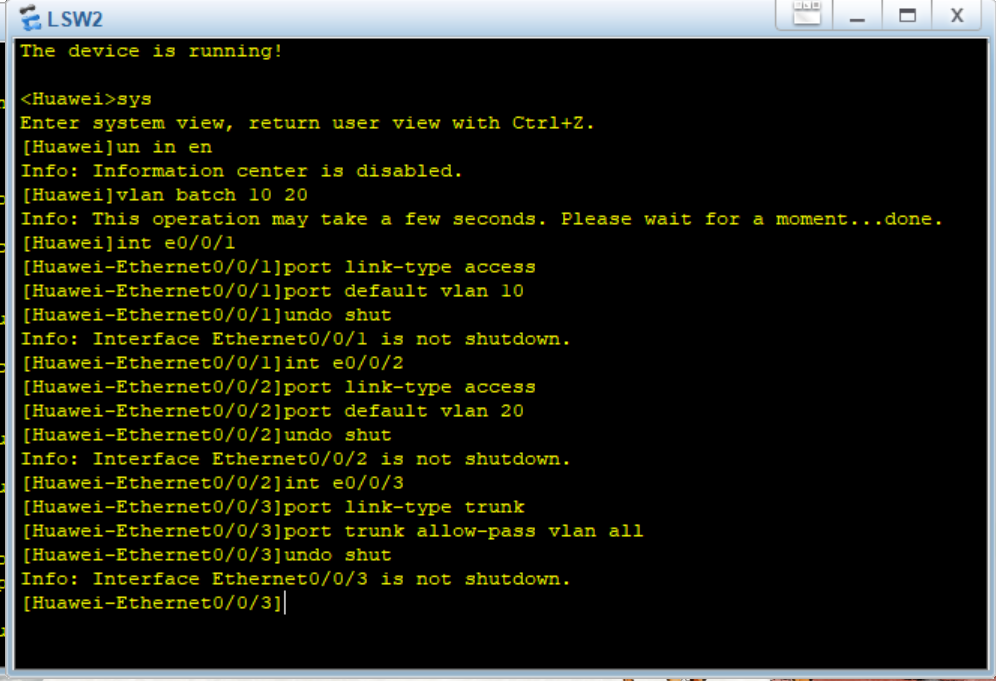 LSW2
The device is running!
<Huawei>sys
Enter system view, return user view with Ctrl+Z.
[Huawei]un in en
Info: Information center is disabled.
[Huawei]vlan batch 10 20
Info: This operation may take a few seconds. Please wait for a moment...done.
[Huawei]int e0/0/1
[Huawei-Ethernet0/0/1]port link-type access
[Huawei-Ethernet0/0/1]port default vlan 10
[Huawei-Ethernet0/0/1]undo shut
Info: Interface Ethernet0/0/1 is not shutdown.
[Huawei-Ethernet0/0/1]int e0/0/2
[Huawei-Ethernet0/0/2]port link-type access
[Huawei-Ethernet0/0/2]port default vlan 20
[Huawei-Ethernet0/0/2]undo shut
Info: Interface Ethernet0/0/2 is not shutdown.
[Huawei-Ethernet0/0/2]int e0/0/3
[Huawei-Ethernet0/0/3]port link-type trunk
[Huawei-Ethernet0/0/3]port trunk allow-pass vlan all
[Huawei-Ethernet0/0/3]undo shut
Info: Interface Ethernet0/0/3 is not shutdown.
[Huawei-Ethernet0/0/3]